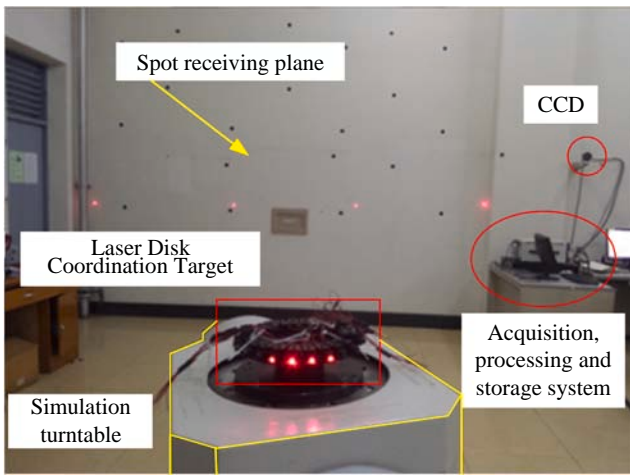 Spot receiving plane
CCD
Laser Disk
Coordination Target
Acquisition,
processing and
storage system
Simulation
turntable